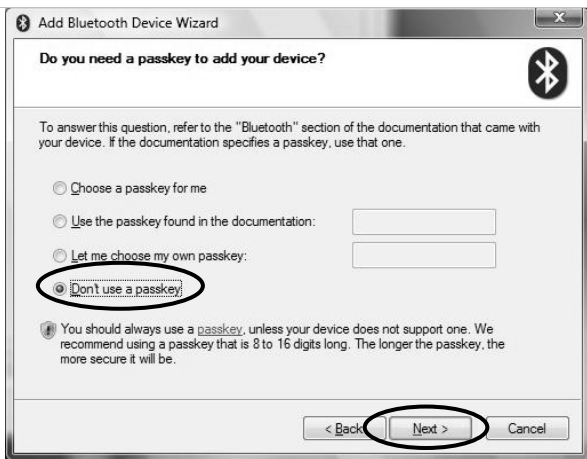 Add Bluetooth Device Wizard
Do you need a passkey to add your device?
To answer this question, refer to the "Bluetooth" section of the documentation that came with
your device. If the documentation specifies a passkey, use that one.
Choose a passkey for me
Use the passkey found in the documentation:
Let me choose my own passkey:
Don't use a passkey
You should always use a passkey, unless your device does not support one. We
recommend using a passkey that is 8 to 16 digits long. The longer the passkey, the
more secure it will be.
< Back Next > Cancel